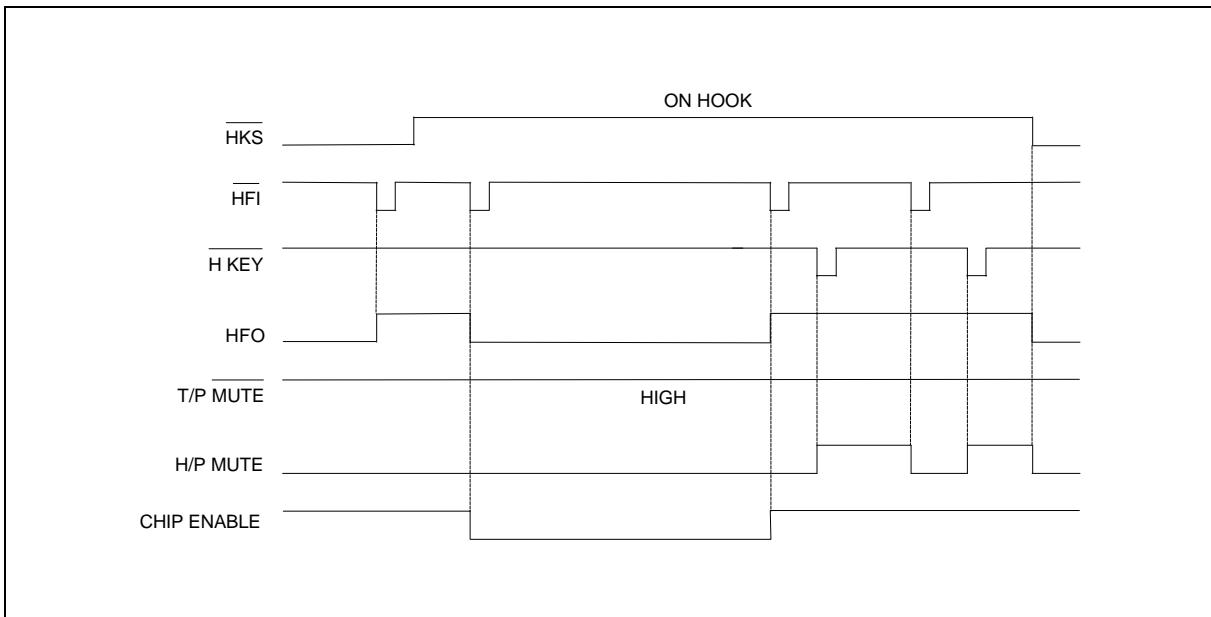 ON HOOK
HKS
HFI
H KEY
HFO
T/P MUTE
HIGH
H/P MUTE
CHIP ENABLE